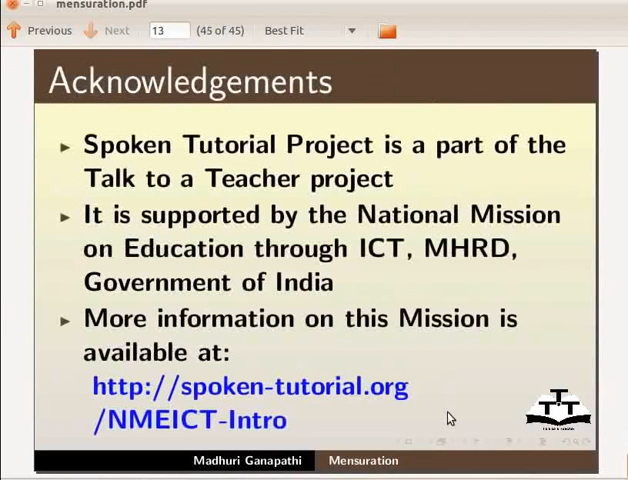 mensuration.pdf
Previous Next 13 (45 of 45) Best Fit
Acknowledgements
Spoken Tutorial Project is a part of the
Talk to a Teacher project
It is supported by the National Mission
on Education through ICT, MHRD,
Government of India
More information on this Mission is
available at:
http://spoken-tutorial.org
/NMEICT-Intro
Madhuri Ganapathi Mensuration